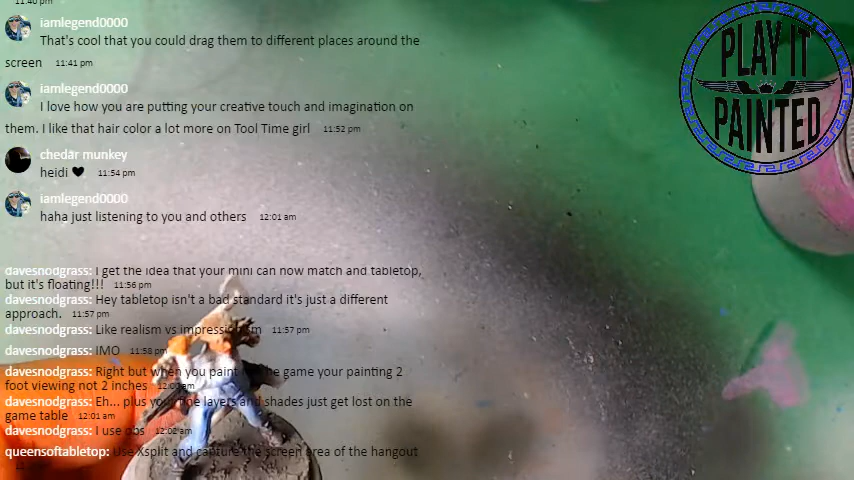 11:40 pm
iamlegend0000
That's cool that you could drag them to different places around the
screen 11:41 pm
iamlegend0000
I love how you are putting your creative touch and imagination on
them. I like that hair color a lot more on Tool Time girl 11:52 pm
chedar munkey
heidi ♥ 11:54 pm
iamlegend0000
haha just listening to you and others 12:01 am
davesnodgrass: I get the idea that your mini can now match and tabletop,
but it's floating!!! 11:56 pm
davesnodgrass: Hey tabletop isn't a bad standard it's just a different
approach. 11:57 pm
davesnodgrass: Like realism vs impressionism 11:57 pm
davesnodgrass: IMO 11:58 pm
davesnodgrass: Right but when you paint the game your painting 2
foot viewing not 2 inches 12:00 am
davesnodgrass: Eh... plus your fine layers and shades just get lost on the
game table 12:01 am
davesnodgrass: I use obs 12:02 am
queensoftabletop: Use Xsplit and capture the screen area of the hangout
PLAY IT
PAINTED